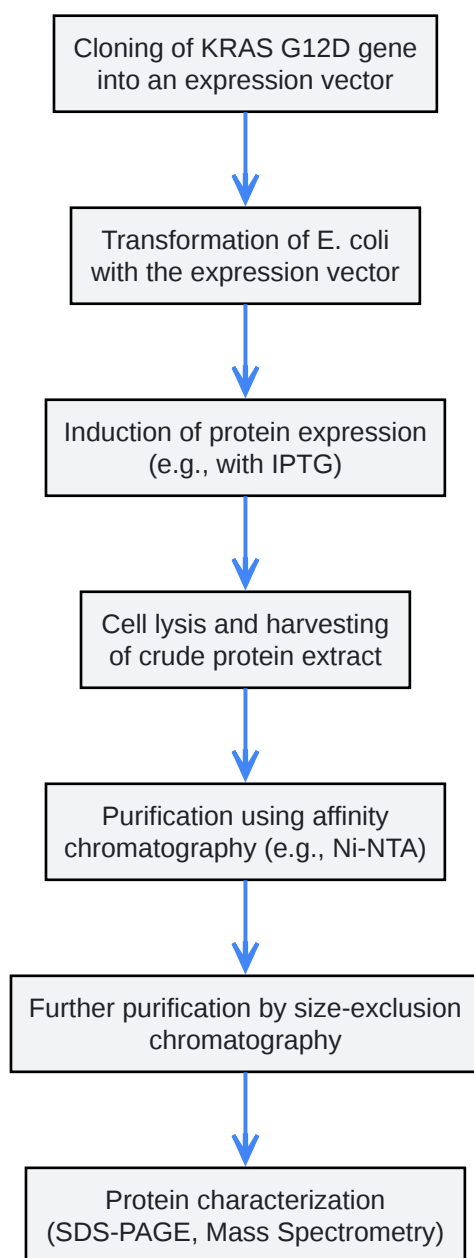 Cloning of KRAS G12D gene
into an expression vector
Transformation of E. coli
with the expression vector
Induction of protein expression
(e.g., with IPTG)
Cell lysis and harvesting
of crude protein extract
Purification using affinity
chromatography (e.g., Ni-NTA)
Further purification by size-exclusion
chromatography
Protein characterization
(SDS-PAGE, Mass Spectrometry)